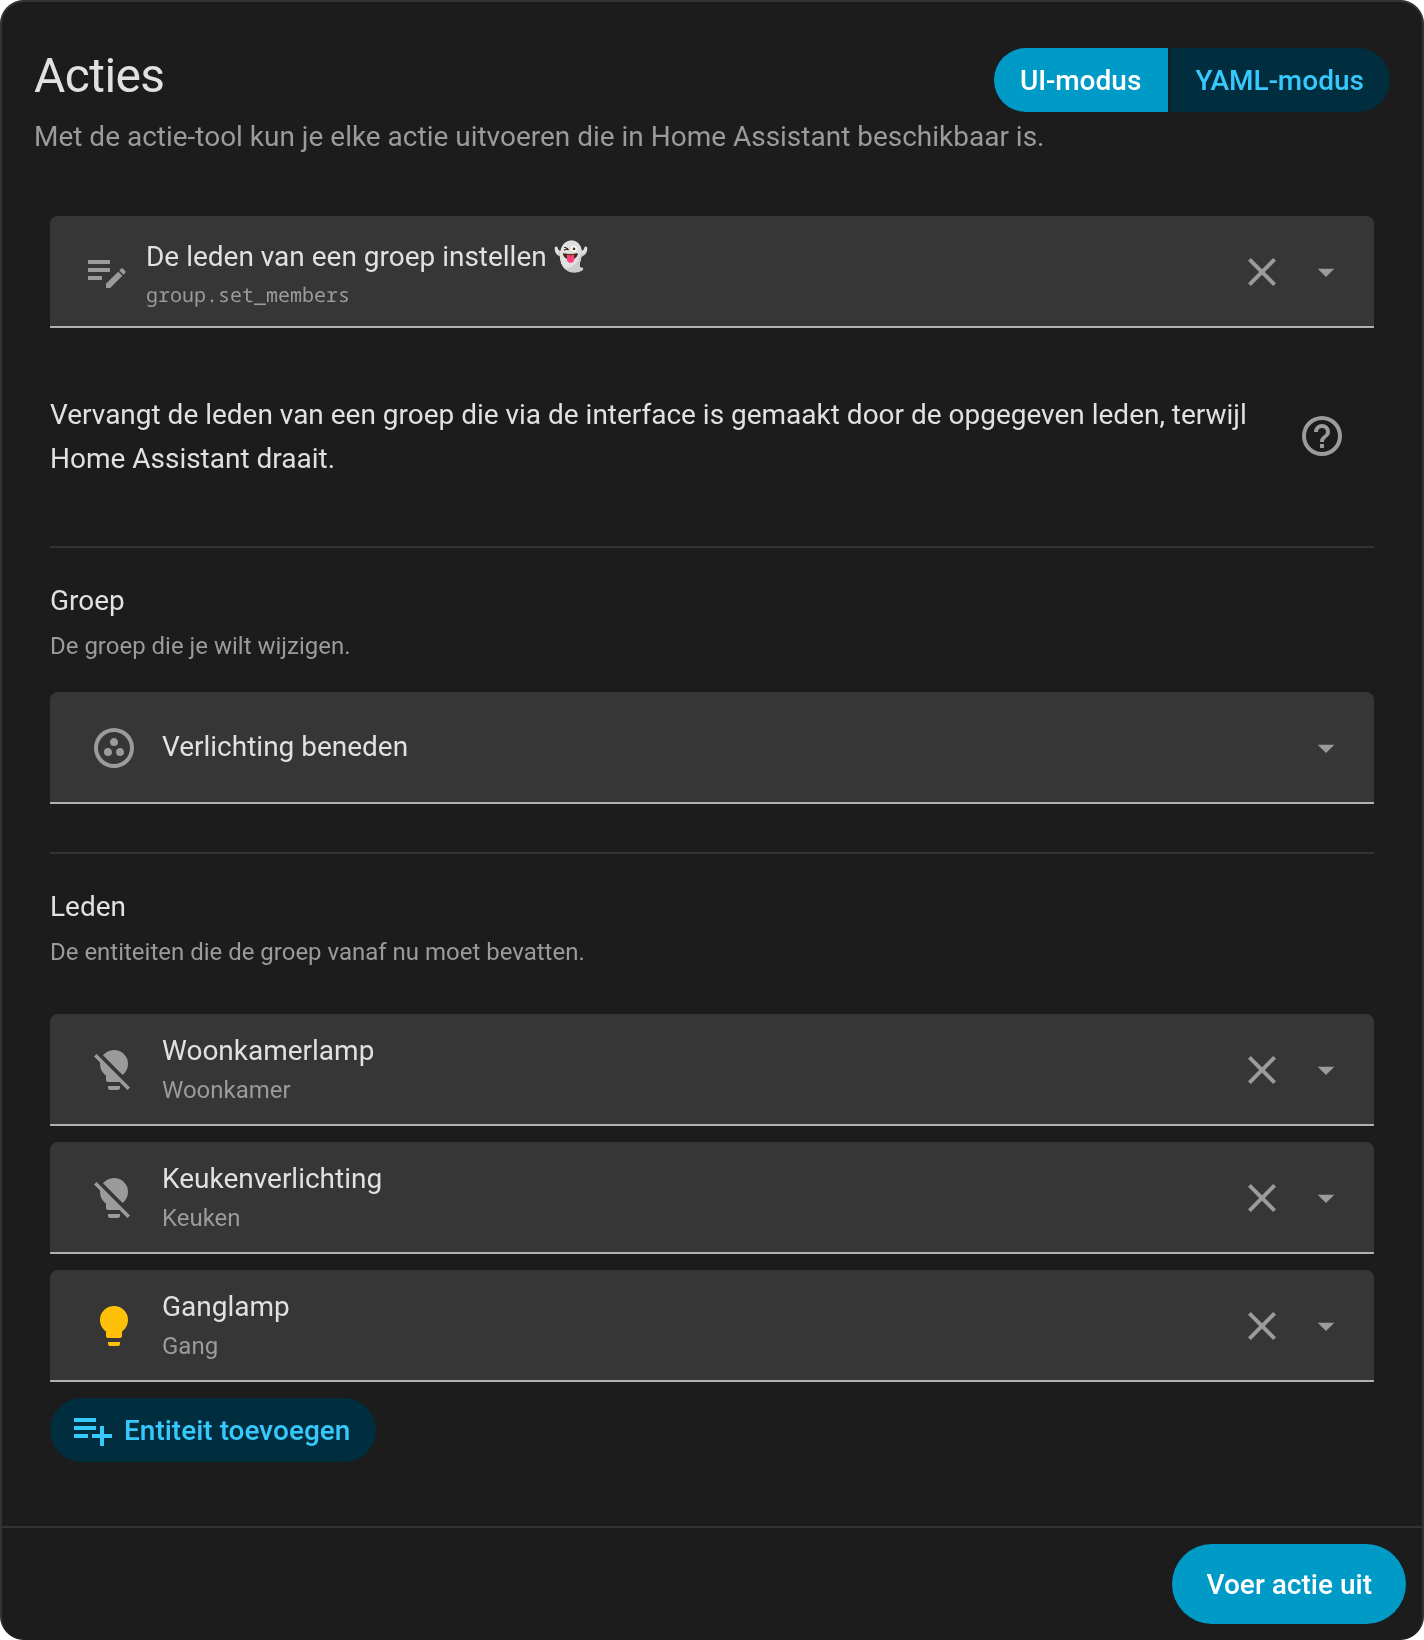 Acties
UI-modus
YAML-modus
Met de actie-tool kun je elke actie uitvoeren die in Home Assistant beschikbaar is.
De leden van een groep instellen 👻
group.set_members
Vervangt de leden van een groep die via de interface is gemaakt door de opgegeven leden, terwijl
Home Assistant draait.
Groep
De groep die je wilt wijzigen.
Verlichting beneden
Leden
De entiteiten die de groep vanaf nu moet bevatten.
Woonkamerlamp
Woonkamer
Keukenverlichting
Keuken
Ganglamp
Gang
Entiteit toevoegen
Voer actie uit